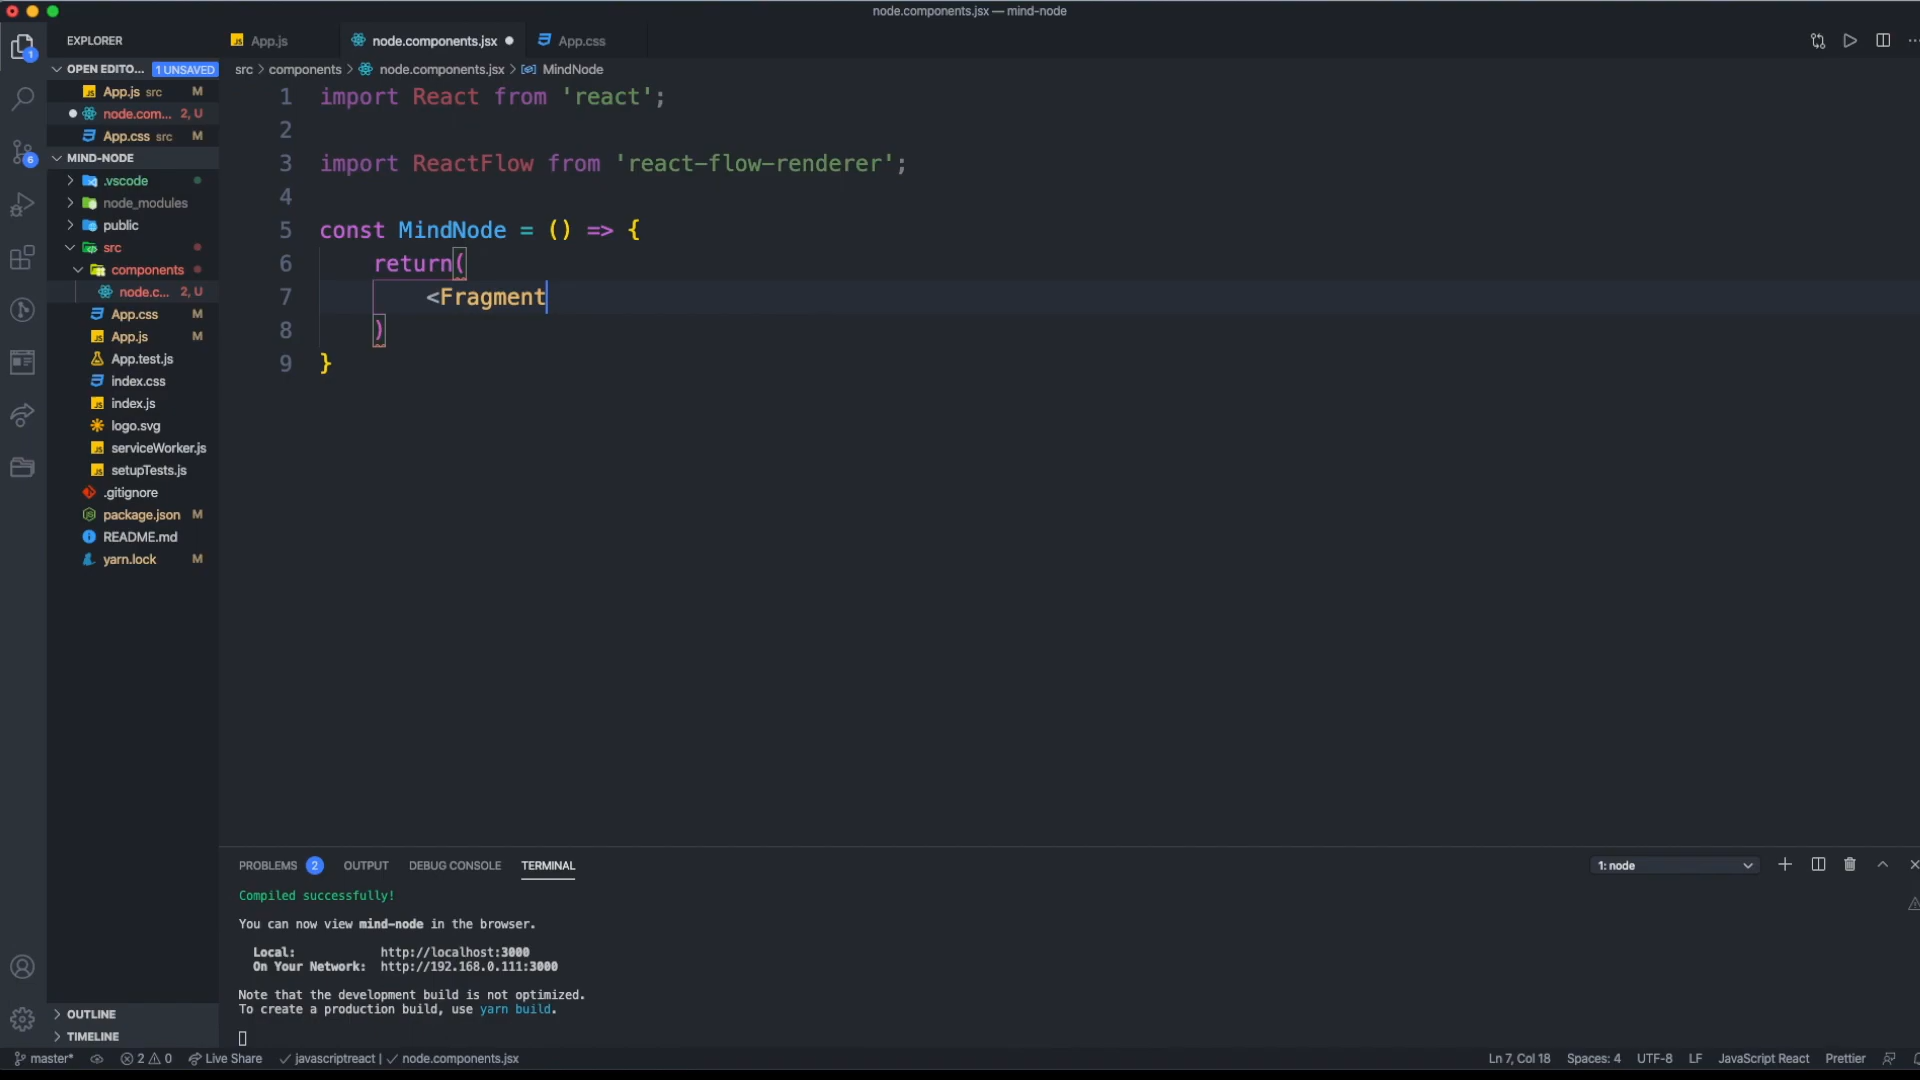 node.components.jsx — mind-node
EXPLORER
App.js
node.components.jsx
App.css
OPEN EDITO... 1 UNSAVED
src > components > node.components.jsx > MindNode
App.js src M
node.com... 2, U
App.css src M
MIND-NODE
.vscode
node_modules
public
src
components
node.c... 2, U
App.css M
App.js M
App.test.js
index.css
index.js
logo.svg
serviceWorker.js
setupTests.js
.gitignore
package.json M
README.md
yarn.lock M
OUTLINE
TIMELINE
1
6
1 import React from 'react';
2
3 import ReactFlow from 'react-flow-renderer';
4
5 const MindNode = () => {
6 return(
7 <Fragment
8 )
9 }
PROBLEMS 2 OUTPUT DEBUG CONSOLE TERMINAL
1: node
Compiled successfully!
You can now view mind-node in the browser.
Local: http://localhost:3000
On Your Network: http://192.168.0.111:3000
Note that the development build is not optimized.
To create a production build, use yarn build.
master* 2 0 Live Share javascriptreact | node.components.jsx
Ln 7, Col 18 Spaces: 4 UTF-8 LF JavaScript React Prettier